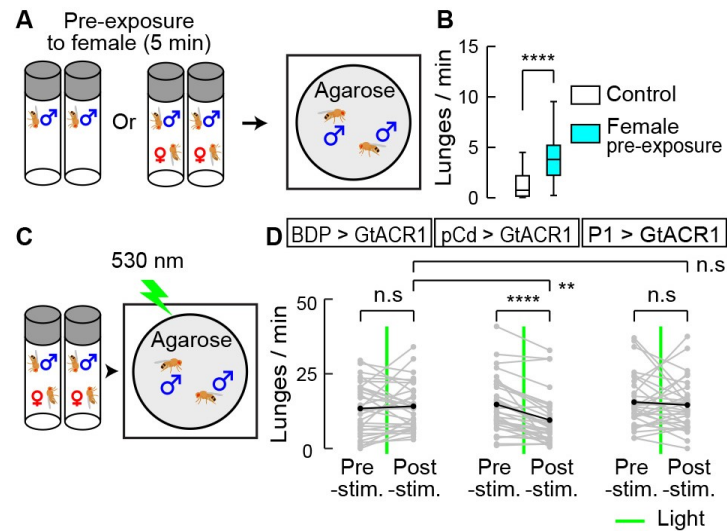 A
Pre-exposure
to female (5 min)
♂ ♂
Or
♂ ♂
♀ ♀
Agarose
♂
♂
B
Lunges / min
15
10
5
0
****
Control
Female
pre-exposure
C
530 nm
♂ ♂
♀ ♀
Agarose
♂
♂
D
BDP > GtACR1
pCd > GtACR1
P1 > GtACR1
n.s
**
n.s
****
n.s
Lunges / min
50
25
0
Pre Post
-stim. -stim.
Pre Post
-stim. -stim.
Pre Post
-stim. -stim.
Light